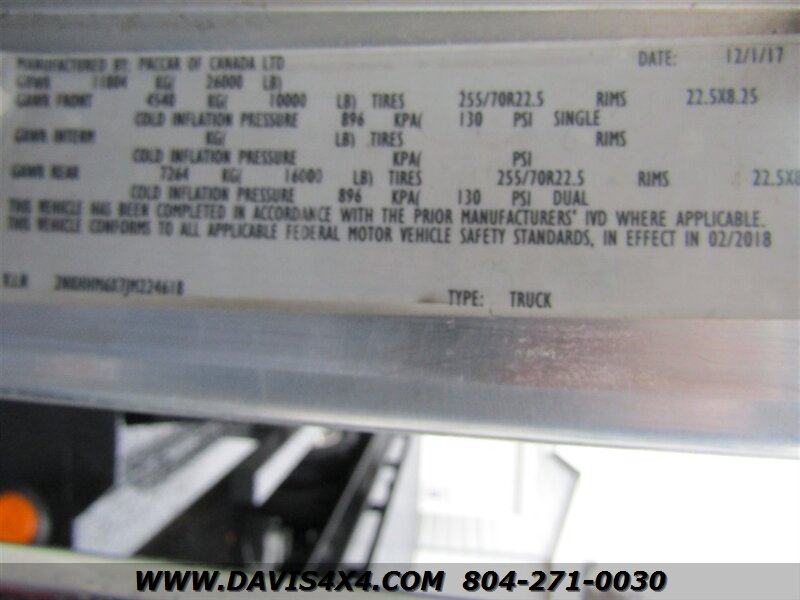 MANUFACTURED BY: PACCAR OF CANADA LTD DATE: 12/1/17
GVWR 11804 KG( 26000 LB)
GAWR FRONT 4540 KG( 10000 LB) TIRES 255/70R22.5 RIMS 22.5X8.25
COLD INFLATION PRESSURE 896 KPA( 130 PSI SINGLE
GAWR INTERM KG( LB) TIRES RIMS
COLD INFLATION PRESSURE KPA( PSI
GAWR REAR 7264 KG( 16000 LB) TIRES 255/70R22.5 RIMS 22.5X8
COLD INFLATION PRESSURE 896 KPA( 130 PSI DUAL
THIS VEHICLE HAS BEEN COMPLETED IN ACCORDANCE WITH THE PRIOR MANUFACTURERS' IVD WHERE APPLICABLE.
THIS VEHICLE CONFORMS TO ALL APPLICABLE FEDERAL MOTOR VEHICLE SAFETY STANDARDS, IN EFFECT IN 02/2018
TYPE: TRUCK
WWW.DAVIS4X4.COM 804-271-0030